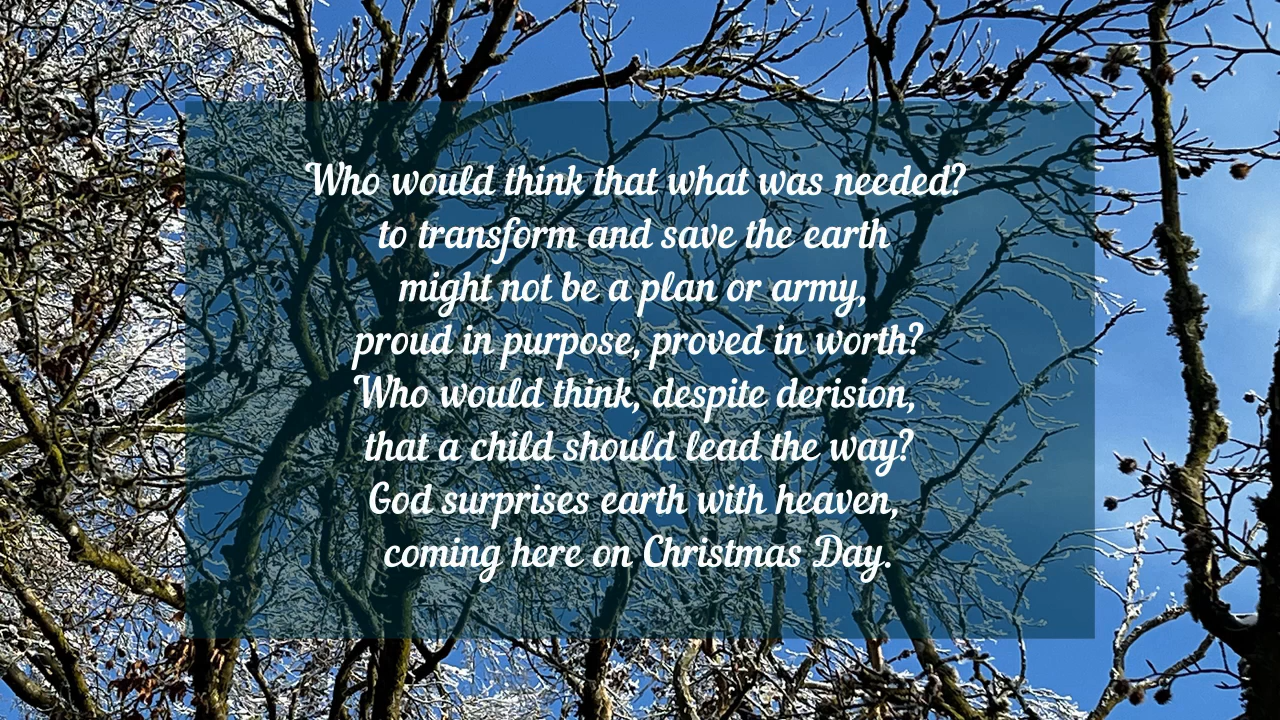 Who would think that what was needed?
to transform and save the earth
might not be a plan or army,
proud in purpose, proved in worth?
Who would think, despite derision,
that a child should lead the way?
God surprises earth with heaven,
coming here on Christmas Day.